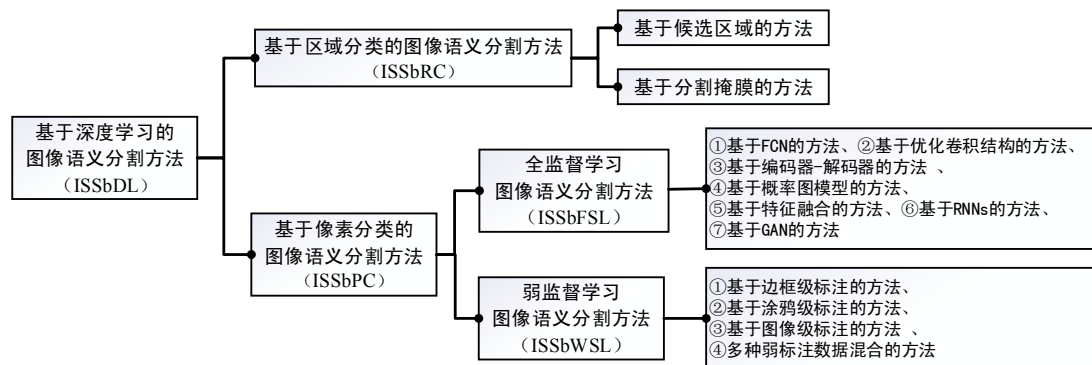 基于深度学习的
图像语义分割方法
（ISSbDL）
基于区域分类的图像语义分割方法
（ISSbRC）
基于候选区域的方法
基于分割掩膜的方法
基于像素分类的
图像语义分割方法
（ISSbPC）
全监督学习
图像语义分割方法
（ISSbFSL）
①基于FCN的方法、②基于优化卷积结构的方法、
③基于编码器-解码器的方法 、
④基于概率图模型的方法、
⑤基于特征融合的方法、⑥基于RNNs的方法、
⑦基于GAN的方法
弱监督学习
图像语义分割方法
（ISSbWSL）
①基于边框级标注的方法、
②基于涂鸦级标注的方法、
③基于图像级标注的方法 、
④多种弱标注数据混合的方法